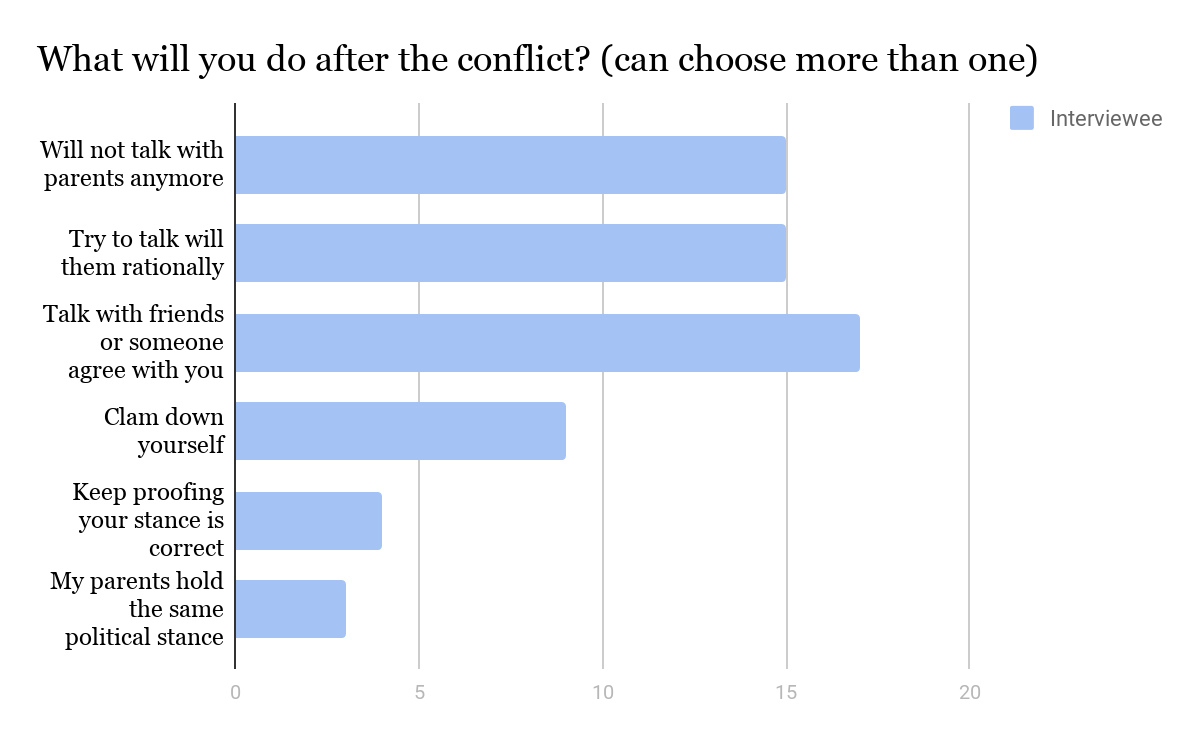 What will you do after the conflict? (can choose more than one)
Interviewee
Will not talk with
parents anymore
Try to talk will
them rationally
Talk with friends
or someone
agree with you
Clam down
yourself
Keep proofing
your stance is
correct
My parents hold
the same
political stance
0 5 10 15 20